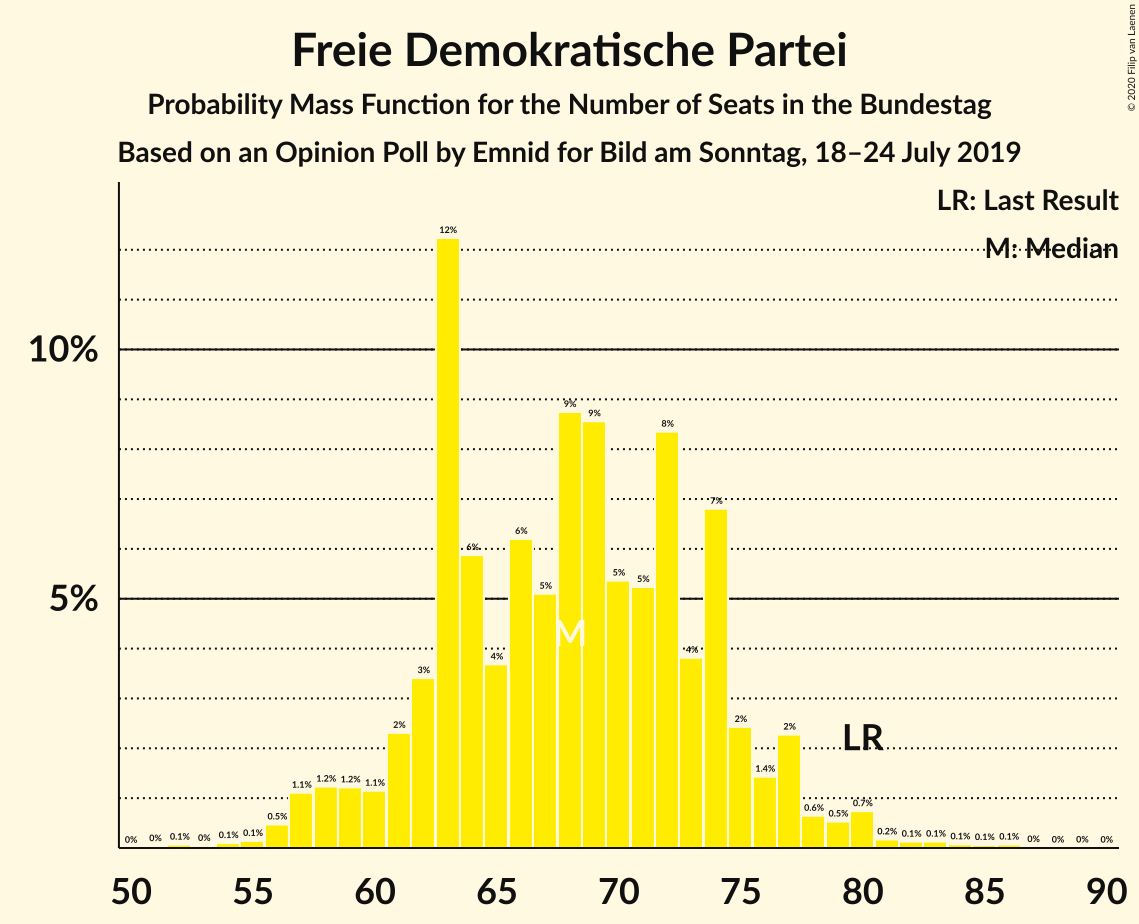 Freie Demokratische Partei
Probability Mass Function for the Number of Seats in the Bundestag
Based on an Opinion Poll by Emnid for Bild am Sonntag, 18–24 July 2019
© 2020 Filip van Laenen
LR: Last Result
M: Median
10%
5%
0% 0% 0.1% 0% 0.1% 0.1% 0.5% 1.1% 1.2% 1.2% 1.1% 2% 3% 12% 6% 4% 6% 5% 9% 9% 5% 5% 8% 4% 7% 2% 1.4% 2% 0.6% 0.5% 0.7% 0.2% 0.1% 0.1% 0.1% 0.1% 0.1% 0% 0% 0% 0%
M
LR
50 55 60 65 70 75 80 85 90